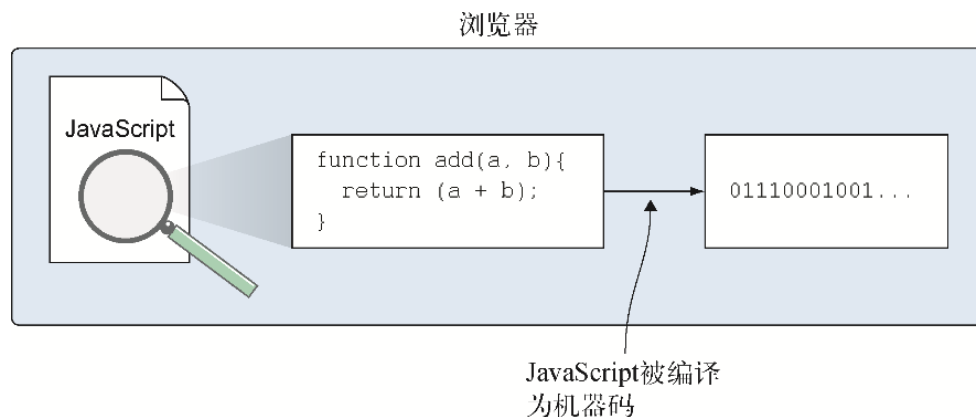 浏览器
JavaScript
function add(a, b){
  return (a + b);
}
01110001001...
JavaScript被编译
为机器码